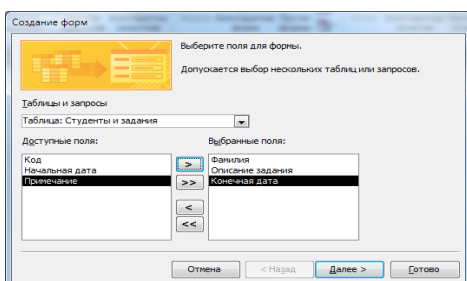 Создание форм
Выберите поля для формы.
Допускается выбор нескольких таблиц или запросов.
Таблицы и запросы
Таблица: Студенты и задания
Доступные поля:
Выбранные поля:
Код
Начальная дата
Примечание
>
>>
<
<<
Фамилия
Описание задания
Конечная дата
Отмена
< Назад
Далее >
Готово